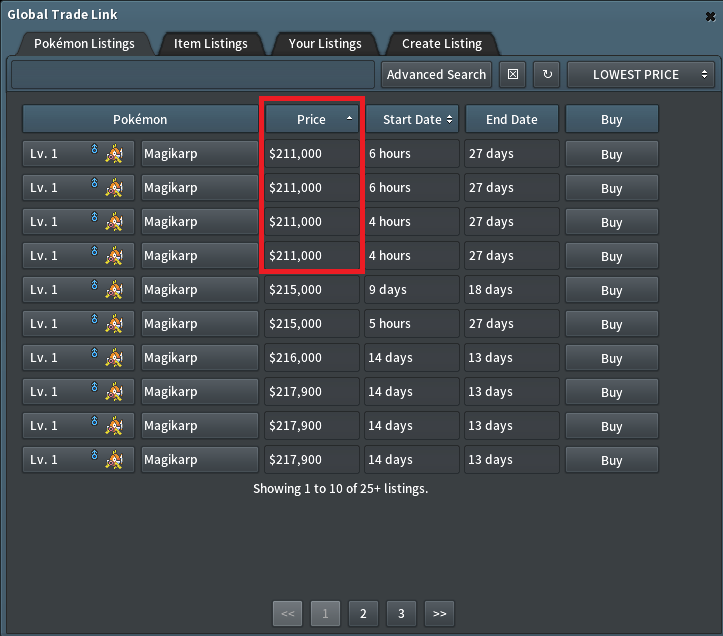 Global Trade Link
Pokémon Listings Item Listings Your Listings Create Listing
Advanced Search LOWEST PRICE
Pokémon Price Start Date End Date Buy
Lv. 1 Magikarp $211,000 6 hours 27 days Buy
Lv. 1 Magikarp $211,000 6 hours 27 days Buy
Lv. 1 Magikarp $211,000 4 hours 27 days Buy
Lv. 1 Magikarp $211,000 4 hours 27 days Buy
Lv. 1 Magikarp $215,000 9 days 18 days Buy
Lv. 1 Magikarp $215,000 5 hours 27 days Buy
Lv. 1 Magikarp $216,000 14 days 13 days Buy
Lv. 1 Magikarp $217,900 14 days 13 days Buy
Lv. 1 Magikarp $217,900 14 days 13 days Buy
Lv. 1 Magikarp $217,900 14 days 13 days Buy
Showing 1 to 10 of 25+ listings.
<< 1 2 3 >>